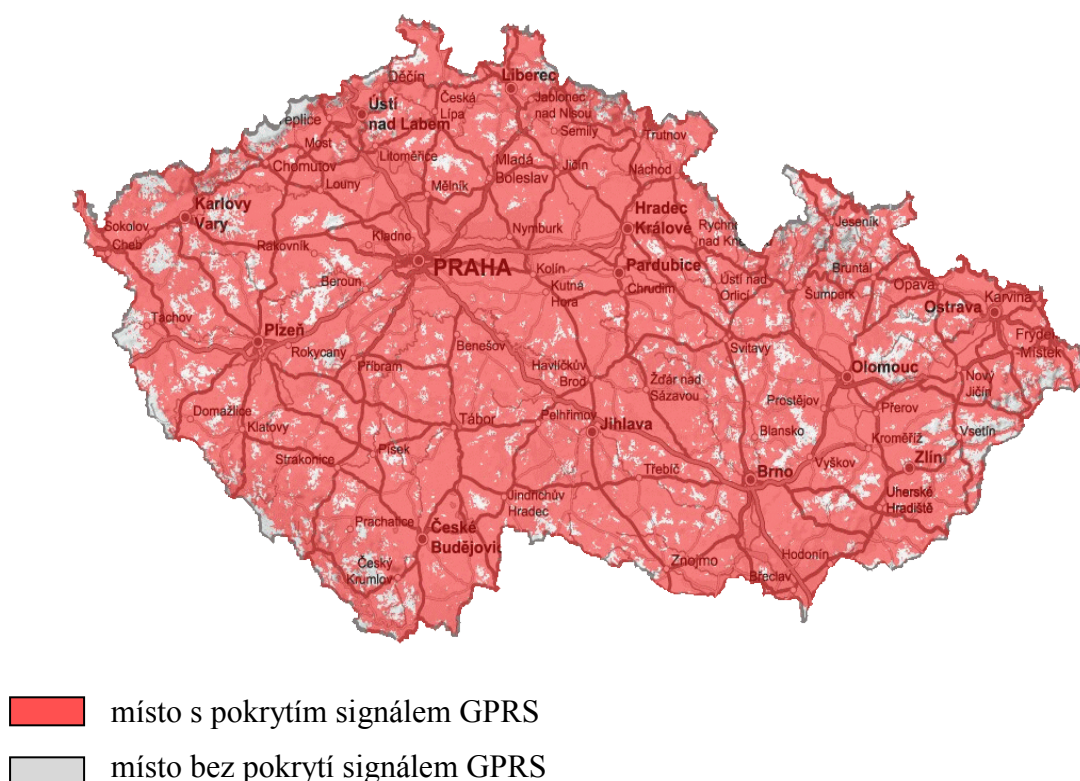 Děčín
Liberec
Ústí
nad Labem
Česká
Lípa
Jablonec
nad Nisou
eplice
Semily
Trutnov
Most
Litoměřice
Mladá
Boleslav
Jičín
Chomutov
Náchod
Louny
Mělník
Karlovy
Vary
Sokolov
Cheb
Hradec
Králové
Rychn
nad Kn
Jeseník
Kladno
Nymburk
Rakovník
PRAHA
Kolín
Pardubice
Bruntál
Beroun
Kutná
Hora
Chrudim
Ústí nad
Orlicí
Šumperk
Opava
Karvina
Ostrava
Tachov
Plzeň
Frýdek
-Místek
Rokycany
Benešov
Svitavy
Příbram
Havlíčkův
Brod
Olomouc
Nový
Jičín
Žďár nad
Sázavou
Prostějov
Domažlice
Klatovy
Tábor
Pelhřimov
Jihlava
Přerov
Blansko
Kroměříž
Vsetín
Strakonice
Písek
Třebíč
Brno
Vyškov
Zlín
Jindřichův
Hradec
Uherské
Hradiště
Prachatice
České
Budějovic
Český
Krumlov
Znojmo
Hodonín
Břeclav
místo s pokrytím signálem GPRS
místo bez pokrytí signálem GPRS